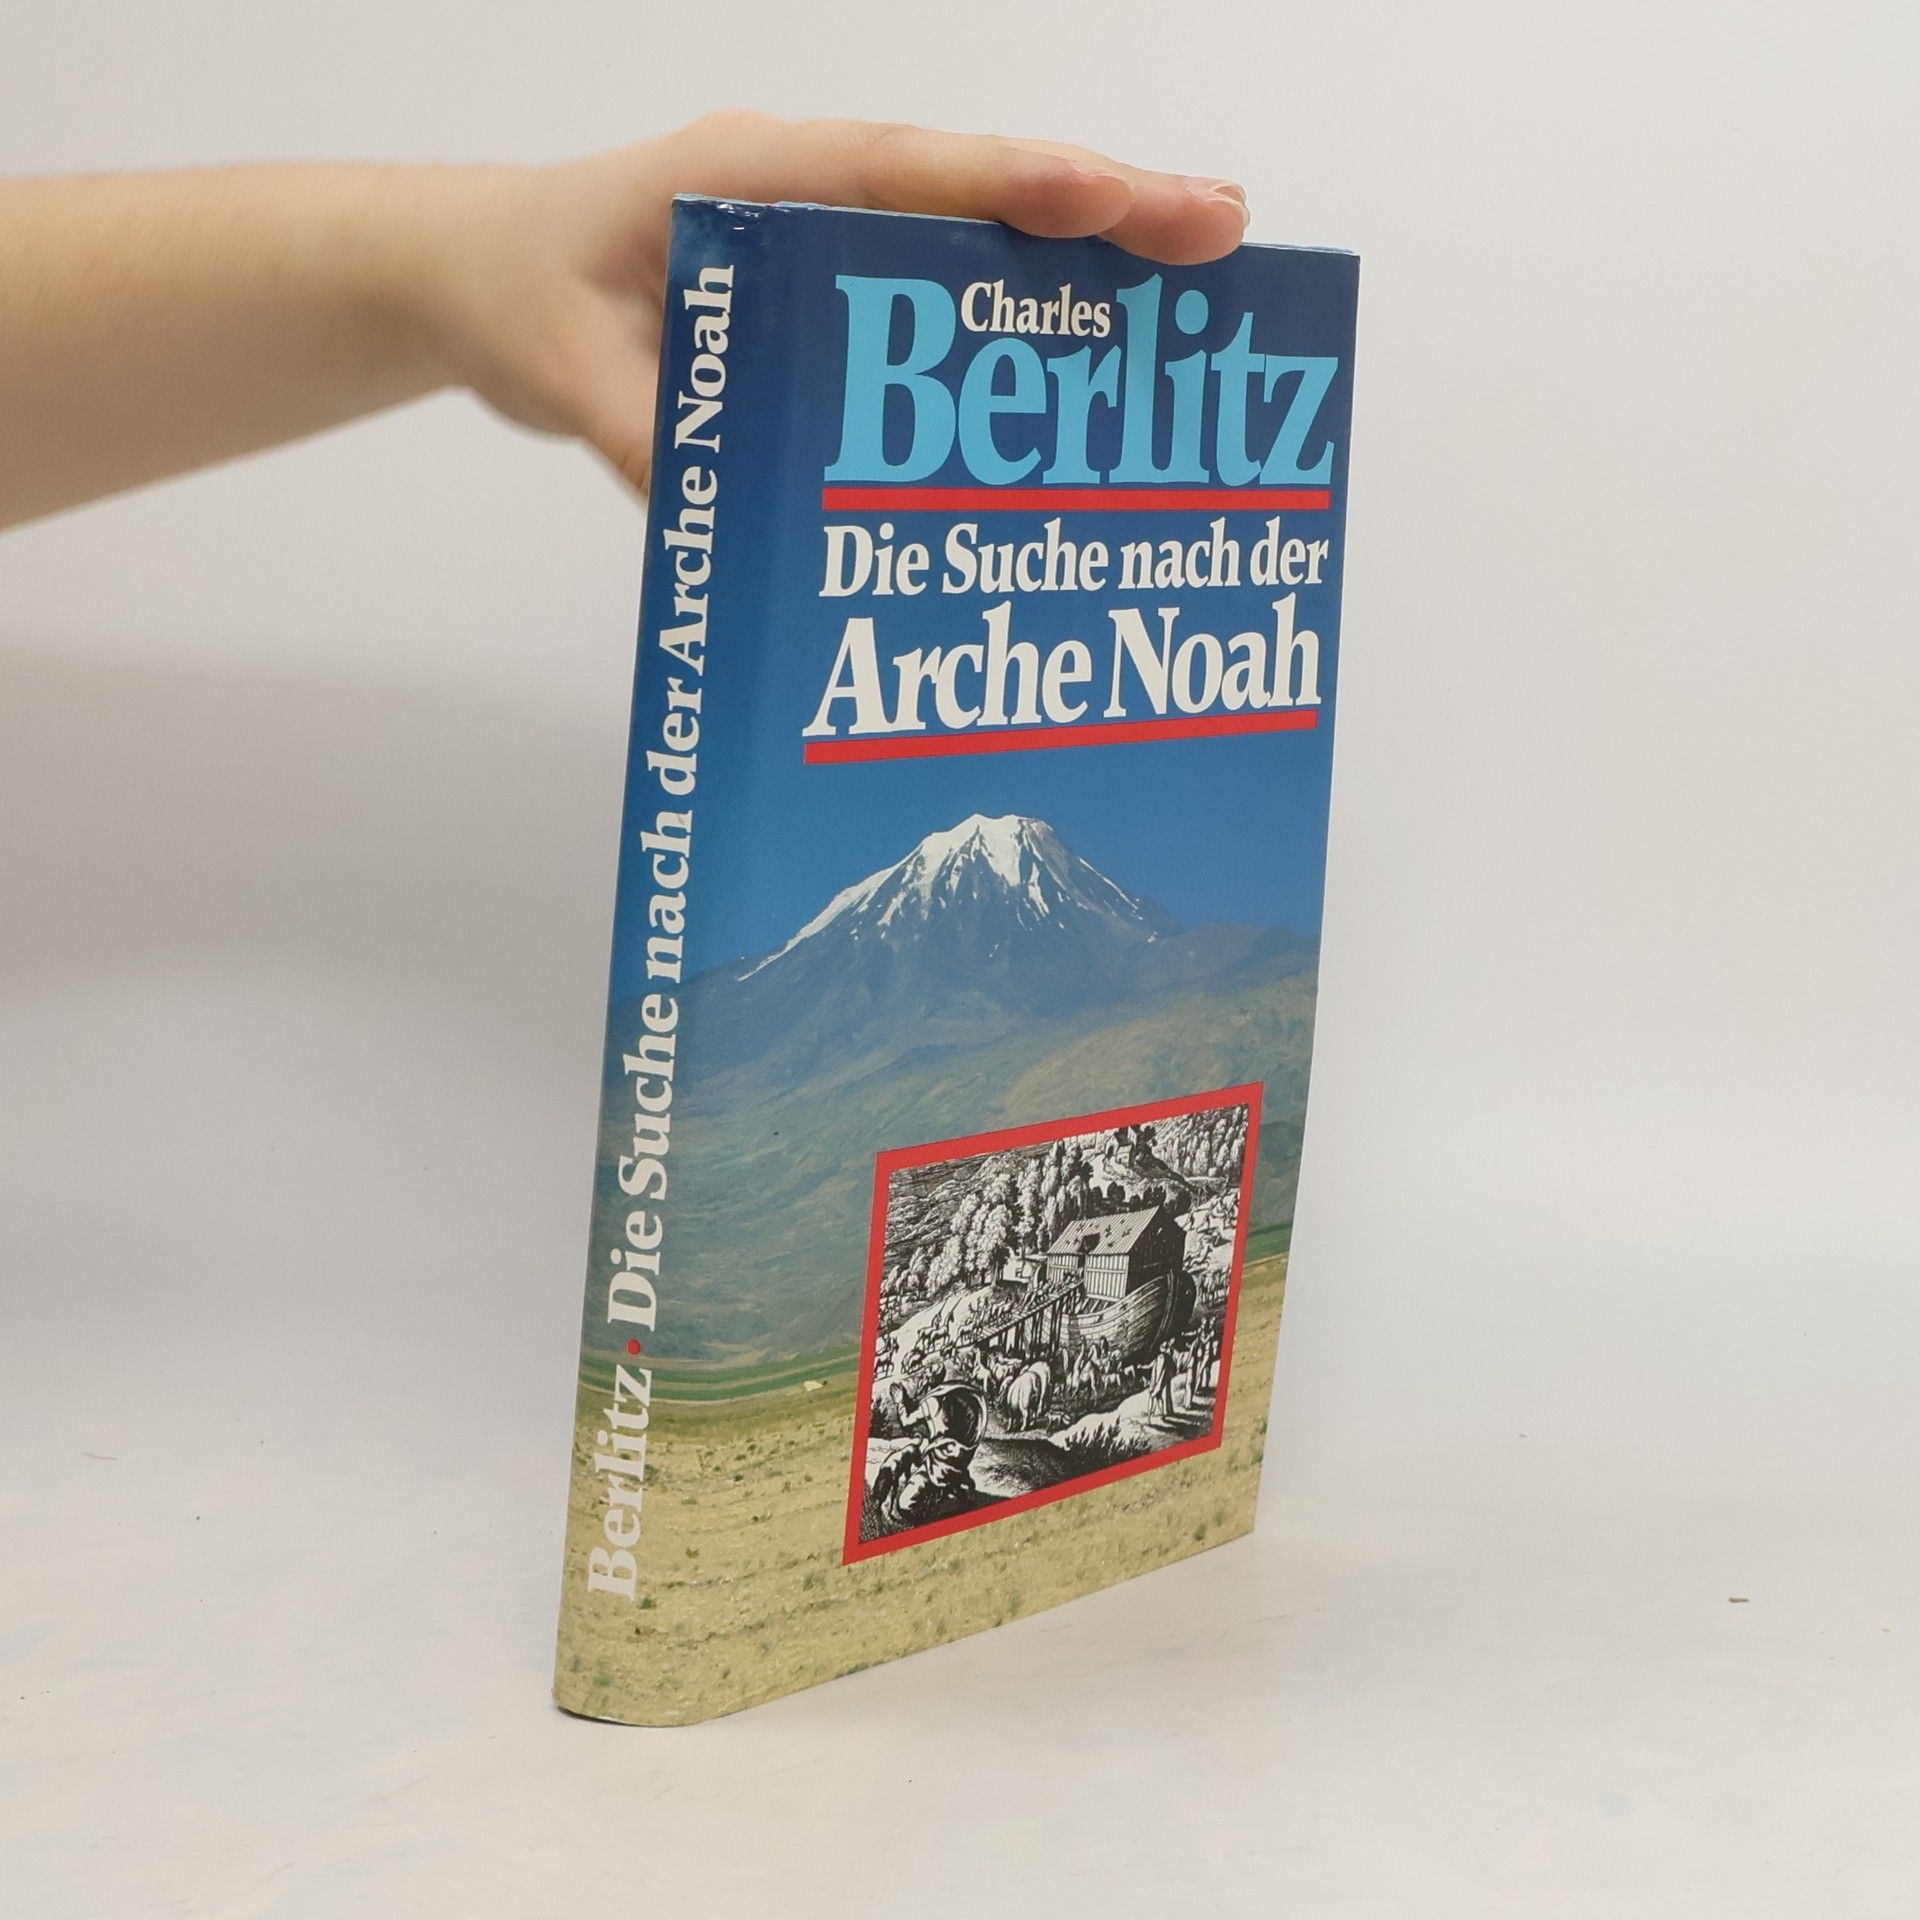 Charles
Berlitz
Die Suche nach der
Arche Noah
Berlitz · Die Suche nach der Arche Noah